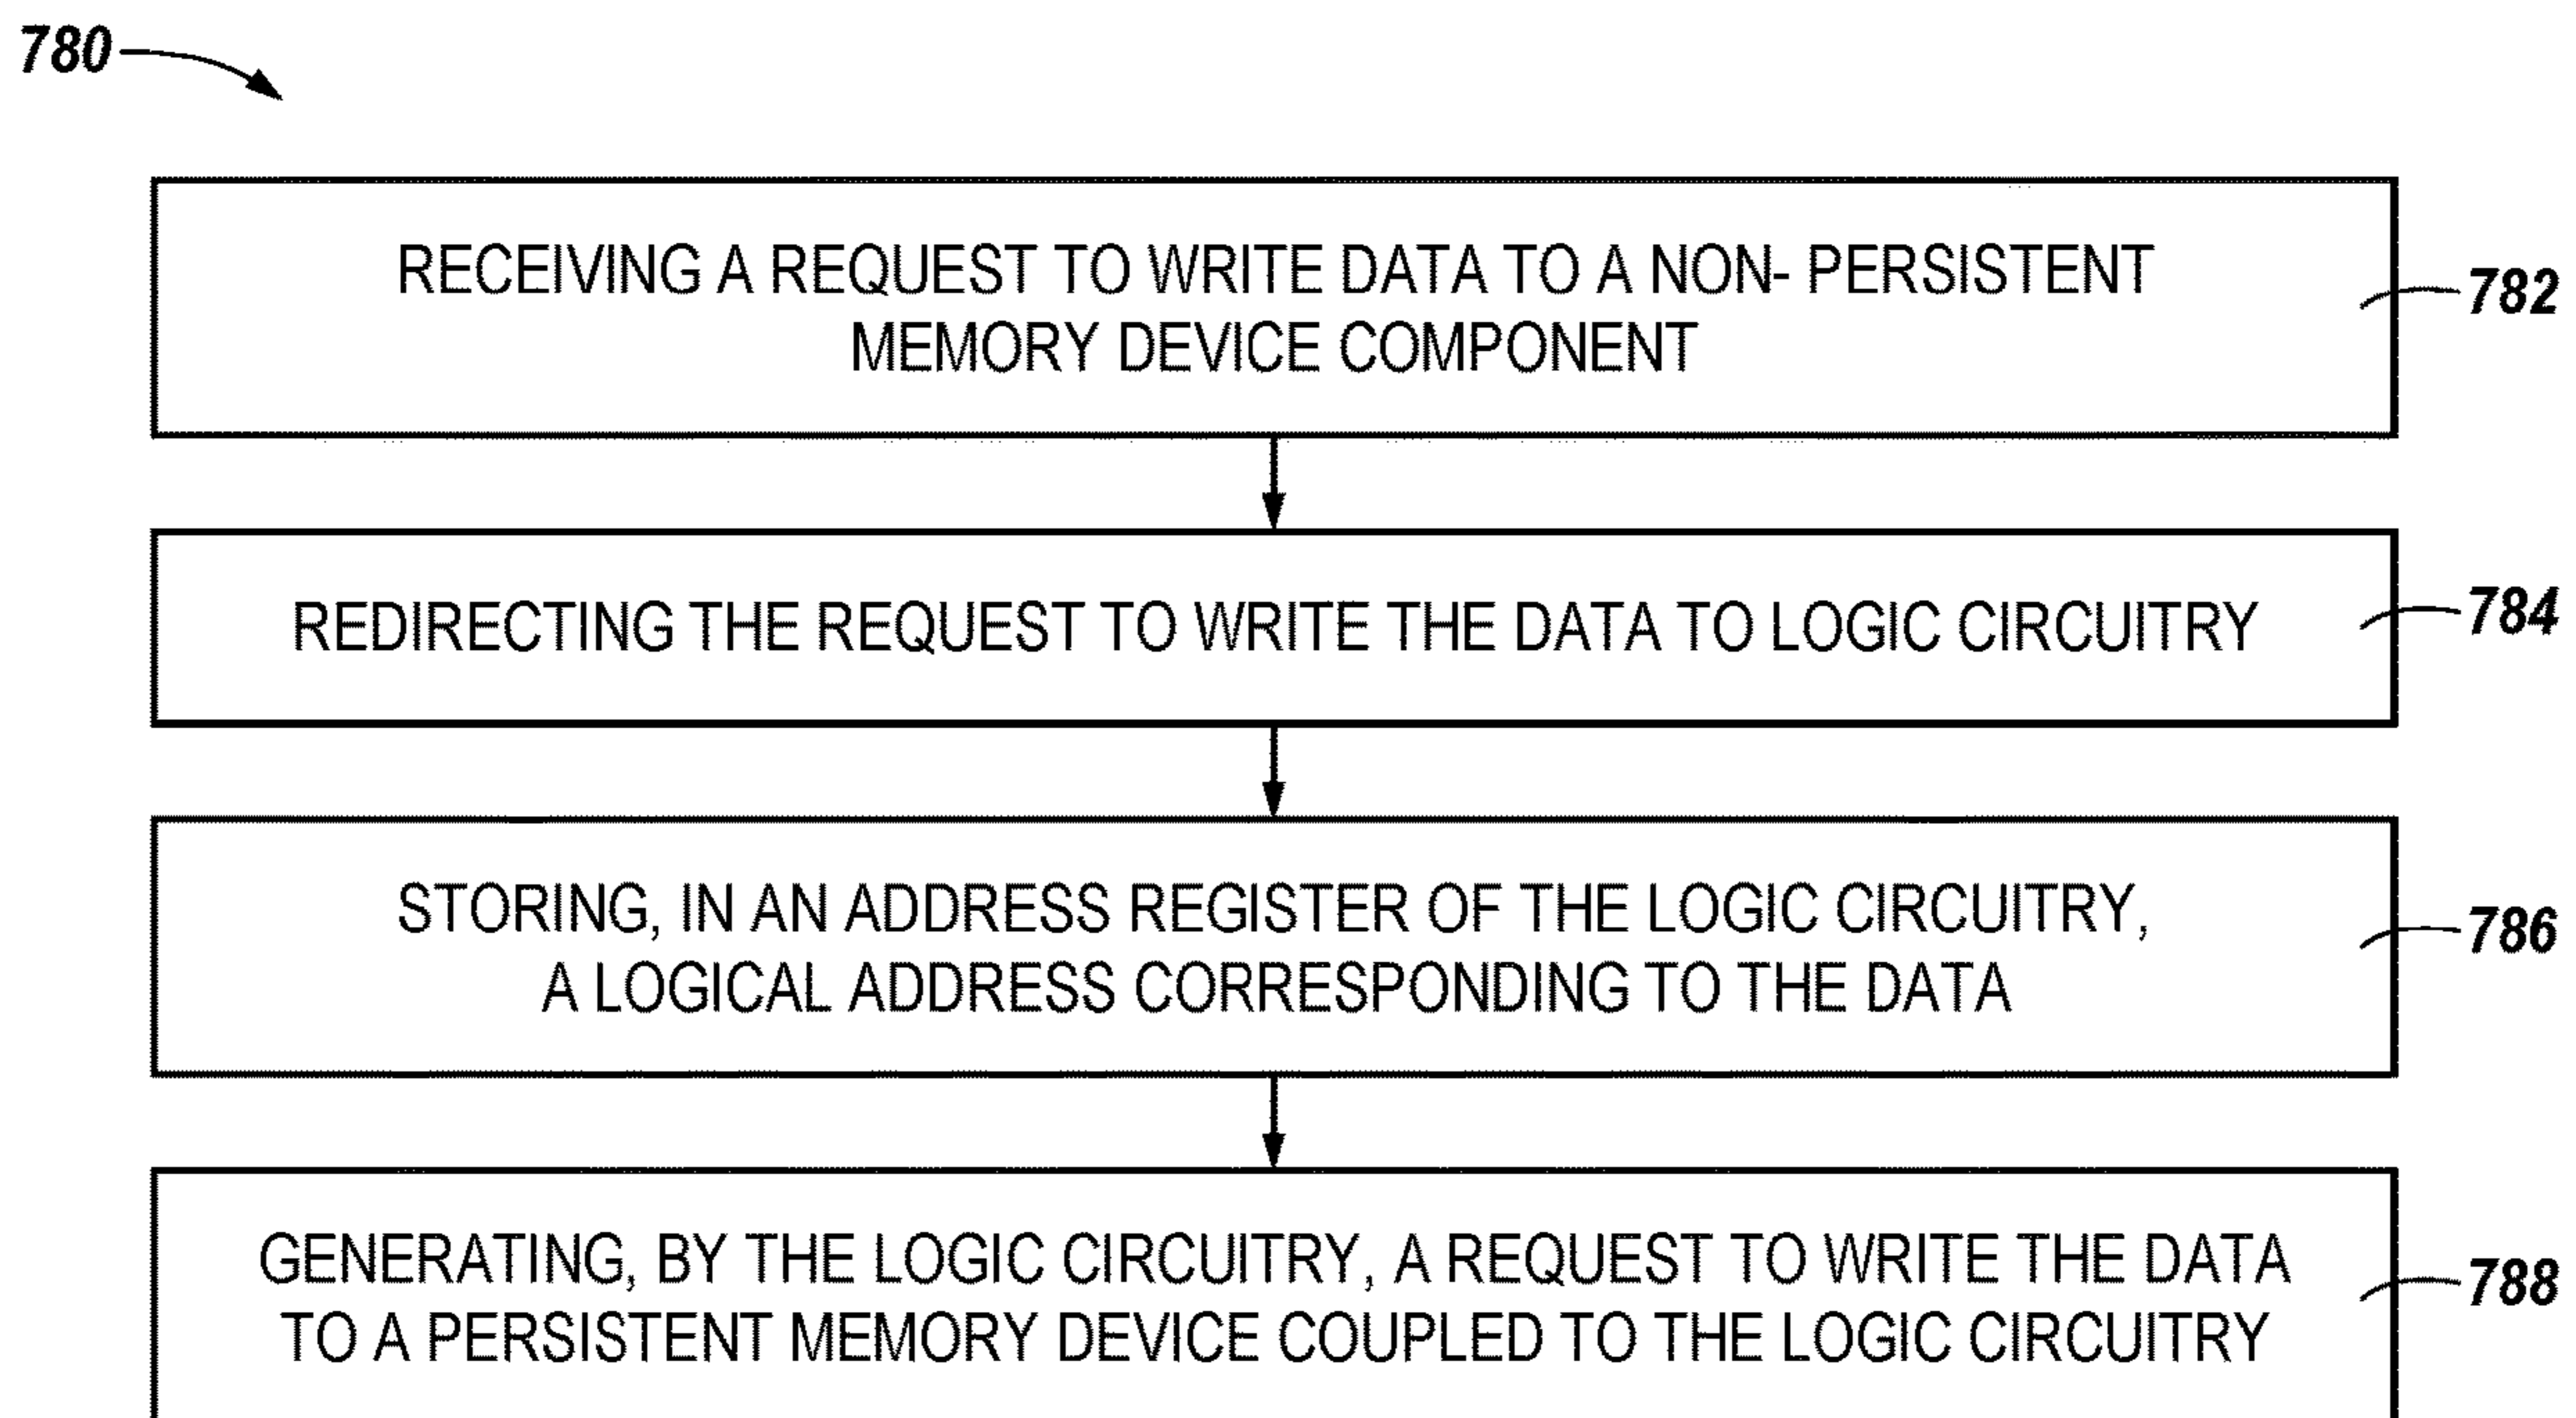 780
RECEIVING A REQUEST TO WRITE DATA TO A NON- PERSISTENT
MEMORY DEVICE COMPONENT
782
REDIRECTING THE REQUEST TO WRITE THE DATA TO LOGIC CIRCUITRY
784
STORING, IN AN ADDRESS REGISTER OF THE LOGIC CIRCUITRY,
A LOGICAL ADDRESS CORRESPONDING TO THE DATA
786
GENERATING, BY THE LOGIC CIRCUITRY, A REQUEST TO WRITE THE DATA
TO A PERSISTENT MEMORY DEVICE COUPLED TO THE LOGIC CIRCUITRY
788